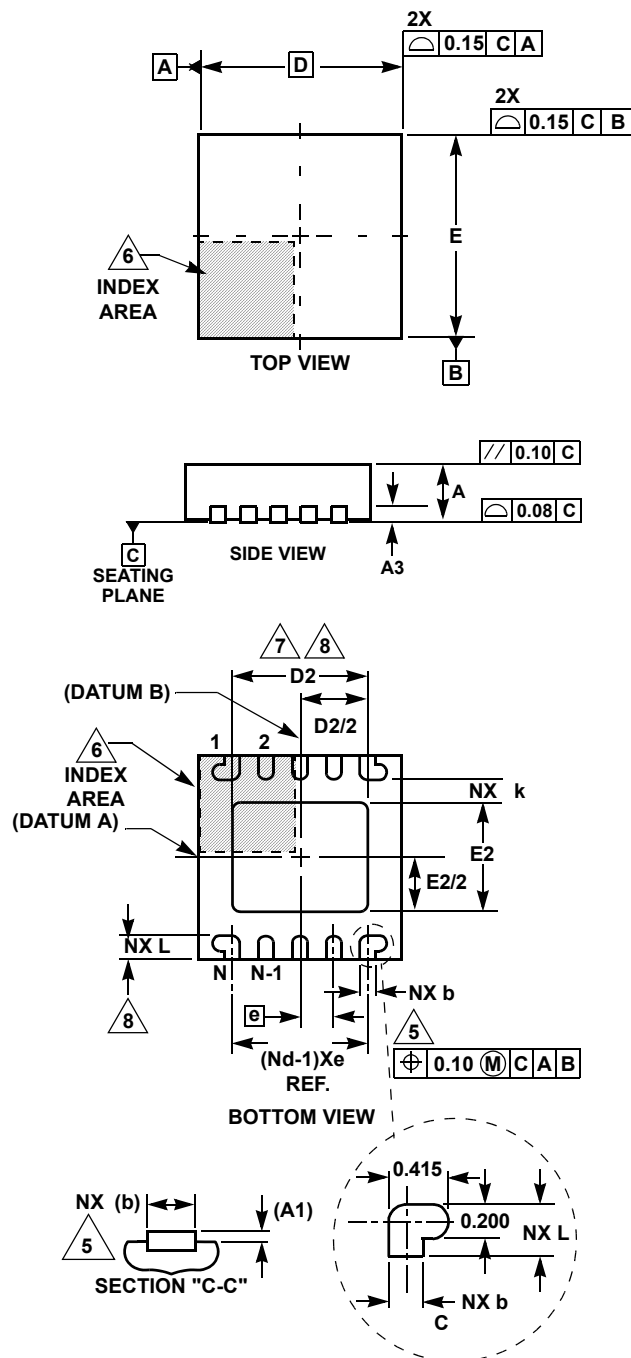 2X
0.15 C A
A
D
2X
0.15 C B
6
INDEX
AREA
E
TOP VIEW
B
// 0.10 C
A
0.08 C
C
SEATING
PLANE
SIDE VIEW
A3
7 8
D2
(DATUM B)
D2/2
6
INDEX
AREA
(DATUM A)
1 2
NX k
E2
E2/2
NX L
N N-1
8
NX b
e
5
(Nd-1)Xe
REF.
0.10 M C A B
BOTTOM VIEW
NX (b)
(A1)
5
SECTION "C-C"
0.415
0.200
NX L
NX b
C